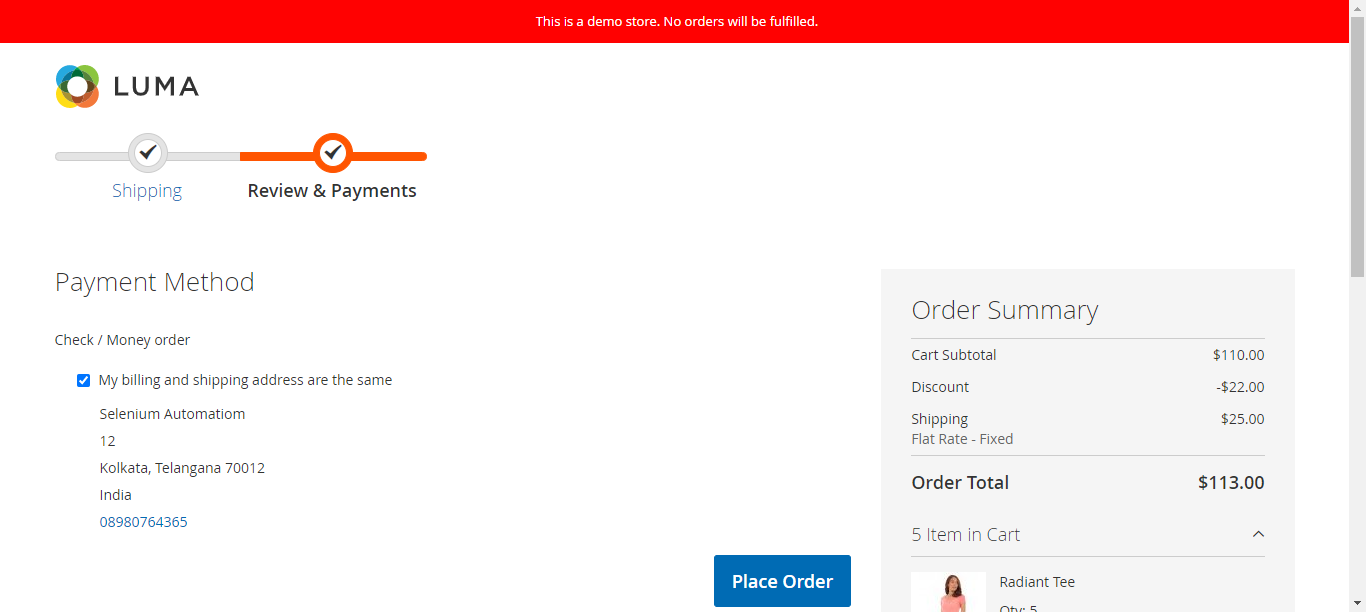 This is a demo store. No orders will be fulfilled.
LUMA
Shipping
Review & Payments
Payment Method
Check / Money order
My billing and shipping address are the same
Selenium Automatiom
12
Kolkata, Telangana 70012
India
08980764365
Place Order
Order Summary
Cart Subtotal $110.00
Discount -$22.00
Shipping $25.00
Flat Rate - Fixed
Order Total $113.00
5 Item in Cart
Radiant Tee
Qty: 5